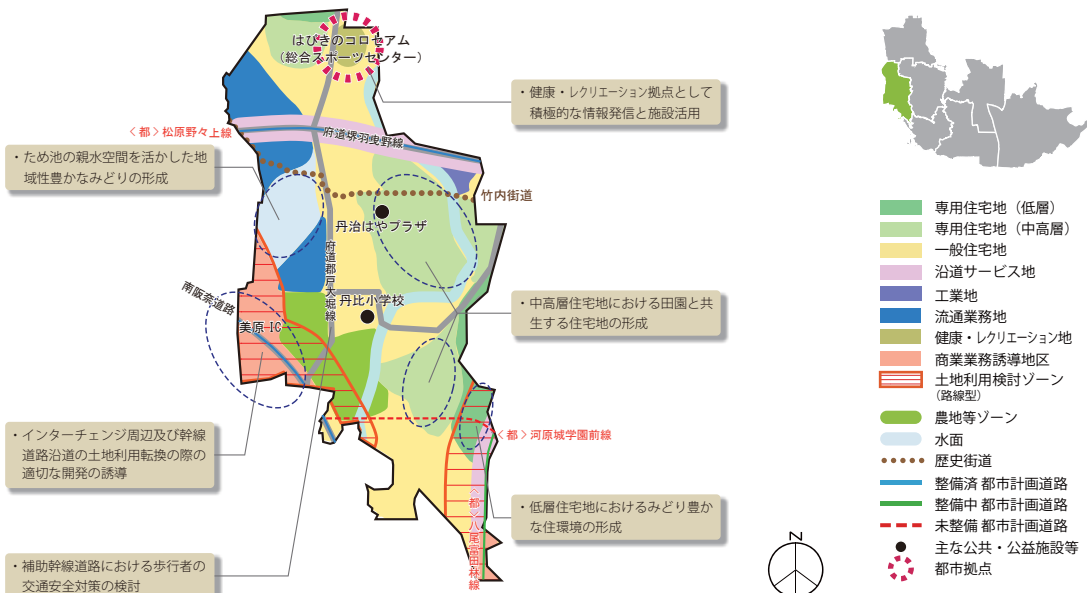 はびきのコロセアム
（総合スポーツセンター）
・健康・レクリエーション拠点として
積極的な情報発信と施設活用
〈都〉松原野々上線
府道堺羽曳野線
・ため池の親水空間を活かした地
域性豊かなみどりの形成
竹内街道
丹治はやプラザ
府道郡戸大堀線
南阪奈道路
美原 IC
丹比小学校
・中高層住宅地における田園と共
生する住宅地の形成
・インターチェンジ周辺及び幹線
道路沿道の土地利用転換の際の
適切な開発の誘導
〈都〉河原城学園前線
・低層住宅地におけるみどり豊か
な住環境の形成
〈都〉八尾富田林線
・補助幹線道路における歩行者の
交通安全対策の検討
N
専用住宅地（低層）
専用住宅地（中高層）
一般住宅地
沿道サービス地
工業地
流通業務地
健康・レクリエーション地
商業業務誘導地区
土地利用検討ゾーン
（路線型）
農地等ゾーン
水面
歴史街道
整備済 都市計画道路
整備中 都市計画道路
未整備 都市計画道路
主な公共・公益施設等
都市拠点